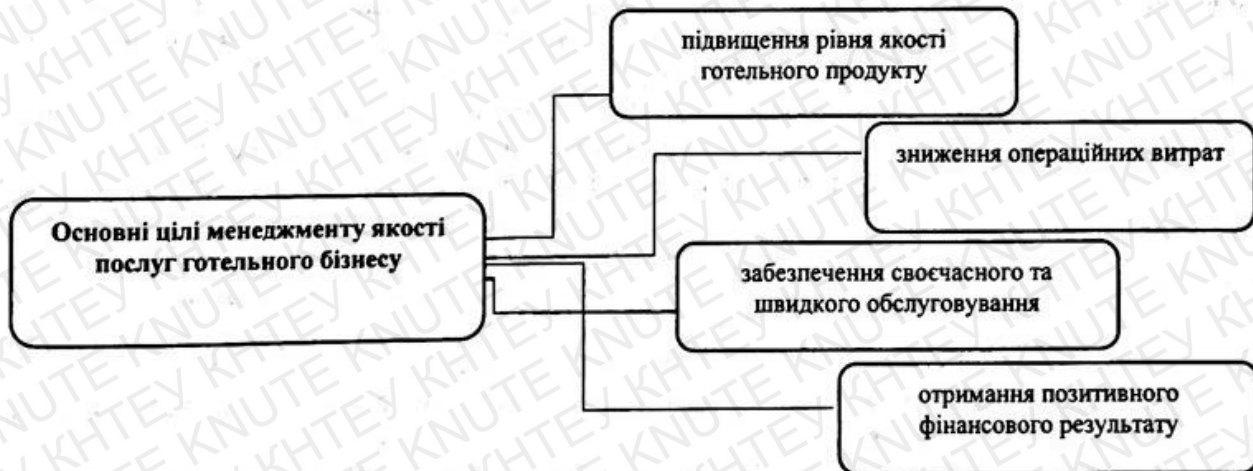 підвищення рівня якості
готельного продукту
зниження операційних витрат
Основні цілі менеджменту якості
послуг готельного бізнесу
забезпечення своєчасного та
швидкого обслуговування
отримання позитивного
фінансового результату